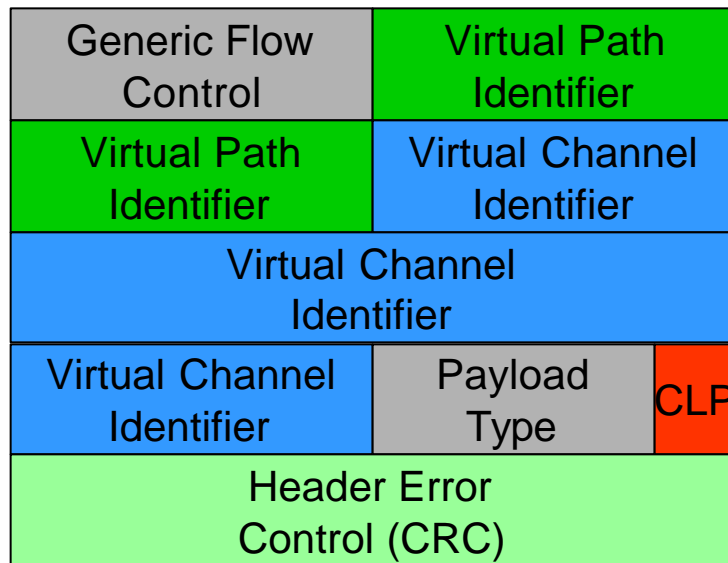 Generic Flow
Control
Virtual Path
Identifier
Virtual Path
Identifier
Virtual Channel
Identifier
Virtual Channel
Identifier
Virtual Channel
Identifier
Payload
Type
CLP
Header Error
Control (CRC)